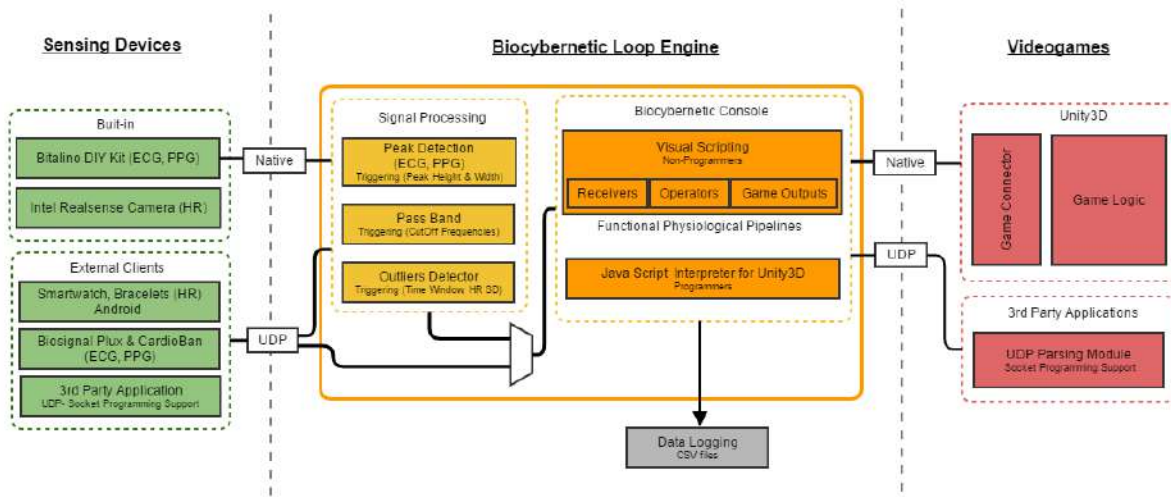 Sensing Devices
Biocybernetic Loop Engine
Videogames
Buit-in
Bitalino DIY Kit (ECG, PPG)
Intel Realsense Camera (HR)
External Clients
Smartwatch, Bracelets (HR)
Android
Biosignal Plux & CardioBan
(ECG, PPG)
3rd Party Application
UDP- Socket Programming Support
Native
UDP
Signal Processing
Peak Detection
(ECG, PPG)
Triggering (Peak Height & Width)
Pass Band
Triggering (CutOff Frequencies)
Outliers Detector
Triggering (Time Window, HR SD)
Biocybernetic Console
Visual Scripting
Non-Programmers
Receivers
Operators
Game Outputs
Functional Physiological Pipelines
Java Script Interpreter for Unity3D
Programmers
Data Logging
CSV files
Native
UDP
Unity3D
Game Connector
Game Logic
3rd Party Applications
UDP Parsing Module
Socket Programming Support